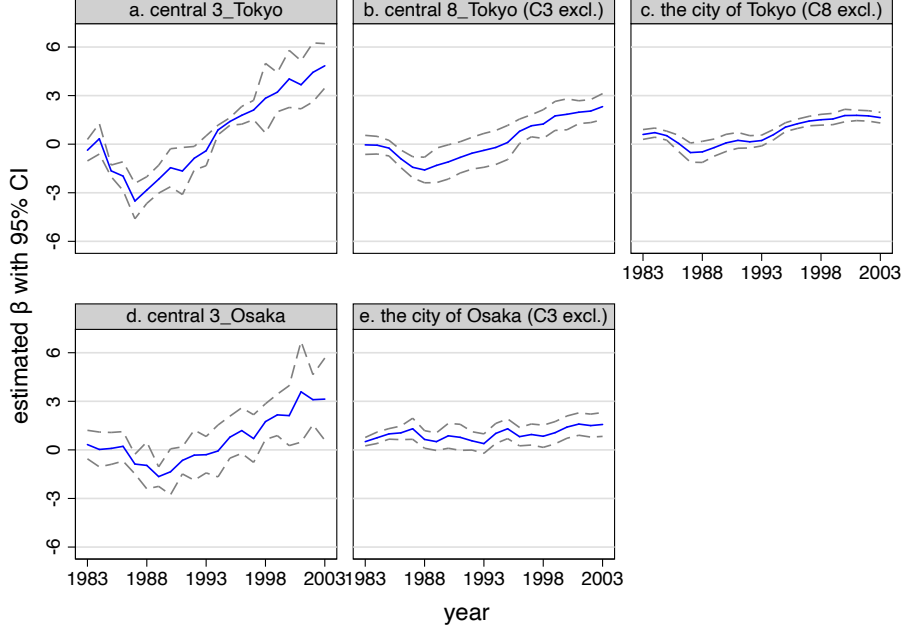 a. central 3_Tokyo
b. central 8_Tokyo (C3 excl.)
c. the city of Tokyo (C8 excl.)
6
3
0
-3
-6
1983 1988 1993 1998 2003
estimated β with 95% CI
d. central 3_Osaka
e. the city of Osaka (C3 excl.)
6
3
0
-3
-6
1983 1988 1993 1998 2003
1983 1988 1993 1998 2003
year